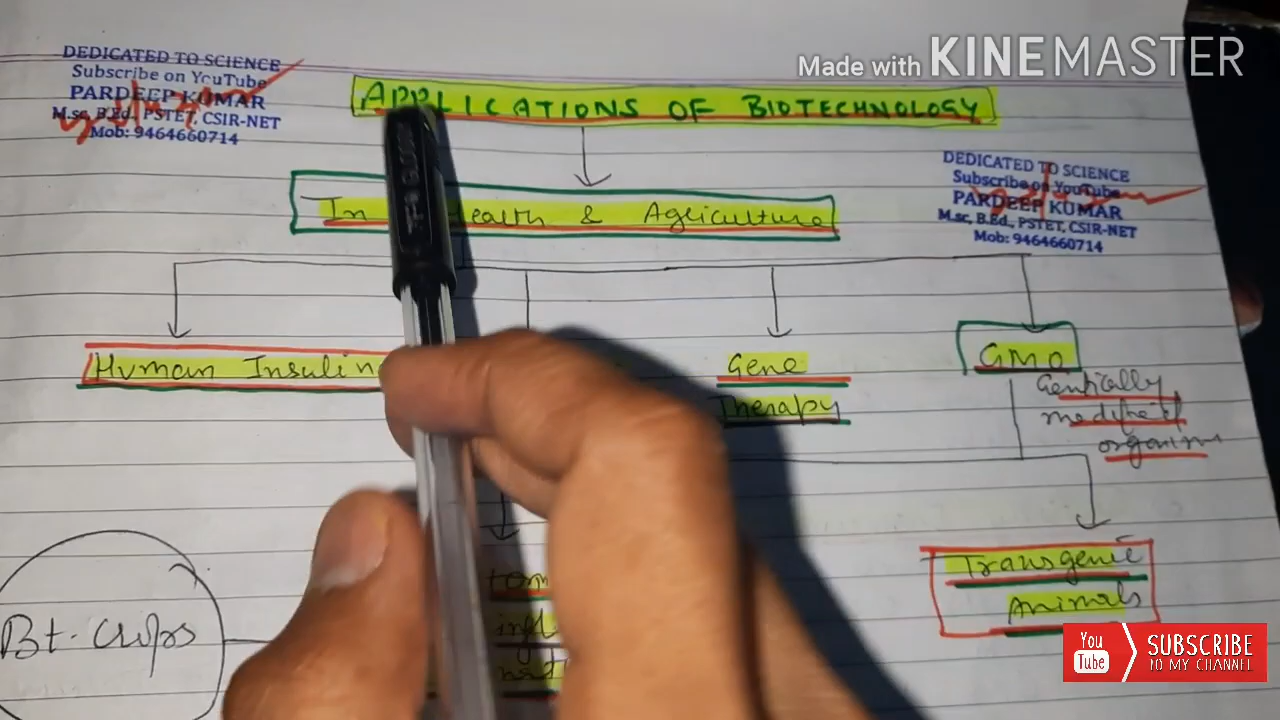 Made with KINEMASTER
DEDICATED TO SCIENCE
Subscribe on YouTube
PARDEEP KUMAR
M.sc, B.Ed., PSTET, CSIR-NET
Mob: 9464660714
APPLICATIONS OF BIOTECHNOLOGY
DEDICATED TO SCIENCE
Subscribe on YouTube
PARDEEP KUMAR
M.sc, B.Ed., PSTET, CSIR-NET
Mob: 9464660714
In Health & Agriculture
Human Insulin
Gene
Therapy
GMO
Genetically
modified
organism
Transgenic
Animals
Bt. Crops
You
Tube
SUBSCRIBE
TO MY CHANNEL